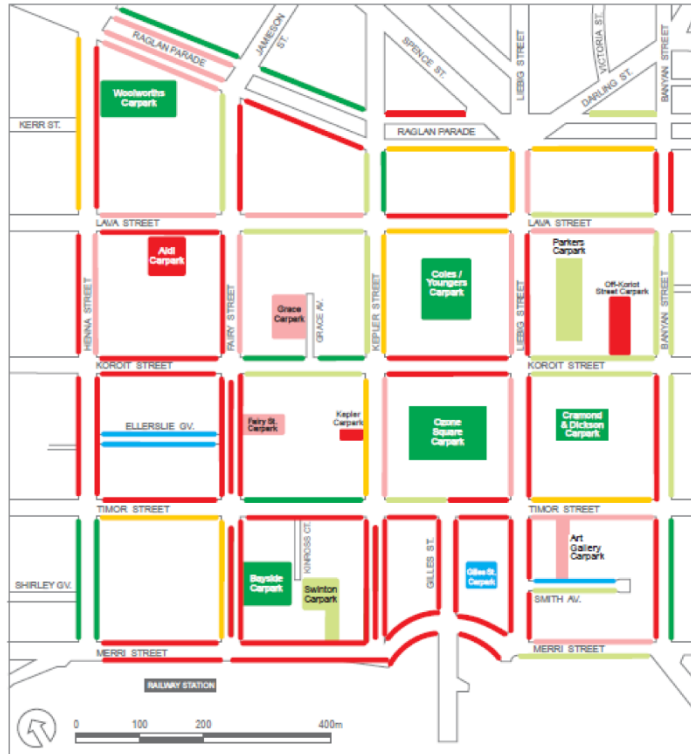 RAGLAN PARADE
JAMIESON
ST.
SPENCE ST.
LIEBIG STREET
VICTORIA ST.
DARLING ST.
BANYAN STREET
Woolworths
Carpark
KERR ST.
RAGLAN PARADE
LAVA STREET
LAVA STREET
Aldi
Carpark
Grace
Carpark
GRACE AV.
Coles /
Youngers
Carpark
Parkers
Carpark
Off-Koroit
Street Carpark
HENNA STREET
FAIRY STREET
KEPLER STREET
LIEBIG STREET
BANYAN STREET
KOROIT STREET
KOROIT STREET
ELLERSLIE GV.
Fairy St.
Carpark
Kepler
Carpark
Ozone
Square
Carpark
Cramond
& Dickson
Carpark
TIMOR STREET
TIMOR STREET
SHIRLEY GV.
Bayside
Carpark
KINROSS CT.
Swinton
Carpark
GILLES ST.
Gilles St.
Carpark
Art
Gallery
Carpark
SMITH AV.
MERRI STREET
MERRI STREET
RAILWAY STATION
0 100 200 400m